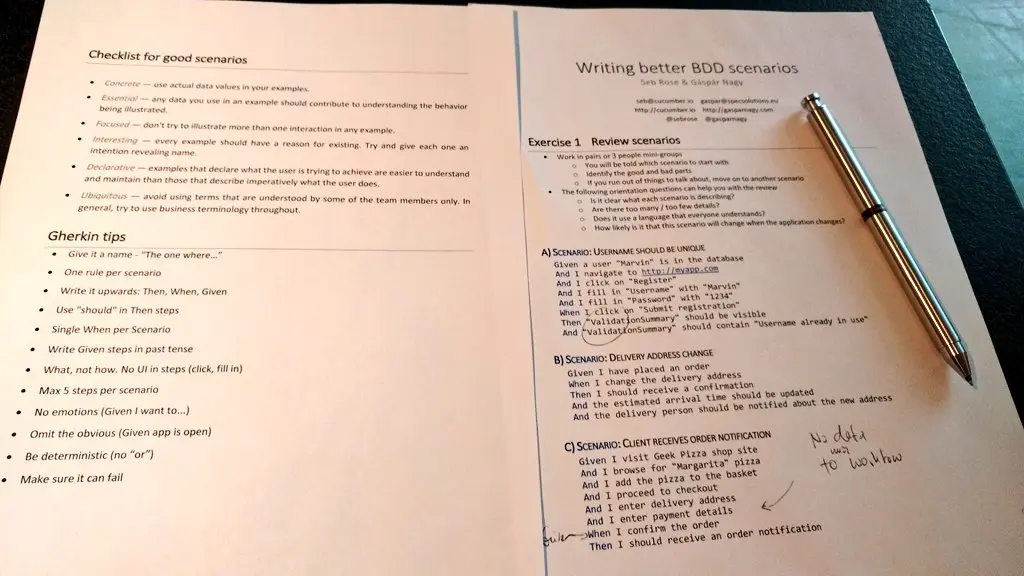 Checklist for good scenarios
• Concrete — use actual data values in your examples.
• Essential — any data you use in an example should contribute to understanding the behavior
being illustrated.
• Focused — don't try to illustrate more than one interaction in any example.
• Interesting — every example should have a reason for existing. Try and give each one an
intention revealing name.
• Declarative — examples that declare what the user is trying to achieve are easier to understand
and maintain than those that describe imperatively what the user does.
• Ubiquitous — avoid using terms that are understood by some of the team members only. In
general, try to use business terminology throughout.
Gherkin tips
• Give it a name - "The one where..."
• One rule per scenario
• Write it upwards: Then, When, Given
• Use "should" in Then steps
• Single When per Scenario
• Write Given steps in past tense
• What, not how. No UI in steps (click, fill in)
• Max 5 steps per scenario
• No emotions (Given I want to...)
• Omit the obvious (Given app is open)
• Be deterministic (no "or")
• Make sure it can fail
Writing better BDD scenarios
Seb Rose & Gáspár Nagy
seb@cucumber.io gaspar@specsolutions.eu
http://cucumber.io http://gasparnagy.com
@sebrose @gasparnagy
Exercise 1 Review scenarios
• Work in pairs or 3 people mini-groups
○ You will be told which scenario to start with
○ Identify the good and bad parts
○ If you run out of things to talk about, move on to another scenario
• The following orientation questions can help you with the review
○ Is it clear what each scenario is describing?
○ Are there too many / too few details?
○ Does it use a language that everyone understands?
○ How likely is it that this scenario will change when the application changes?
A) SCENARIO: USERNAME SHOULD BE UNIQUE
Given a user "Marvin" is in the database
And I navigate to http://myapp.com
And I click on "Register"
And I fill in "Username" with "Marvin"
And I fill in "Password" with "1234"
When I click on "Submit registration"
Then "ValidationSummary" should be visible
And "ValidationSummary" should contain "Username already in use"
B) SCENARIO: DELIVERY ADDRESS CHANGE
Given I have placed an order
When I change the delivery address
Then I should receive a confirmation
And the estimated arrival time should be updated
And the delivery person should be notified about the new address
C) SCENARIO: CLIENT RECEIVES ORDER NOTIFICATION
Given I visit Geek Pizza shop site
And I browse for "Margarita" pizza
And I add the pizza to the basket
And I proceed to checkout
And I enter delivery address
And I enter payment details
When I confirm the order
Then I should receive an order notification
No data
to workflow